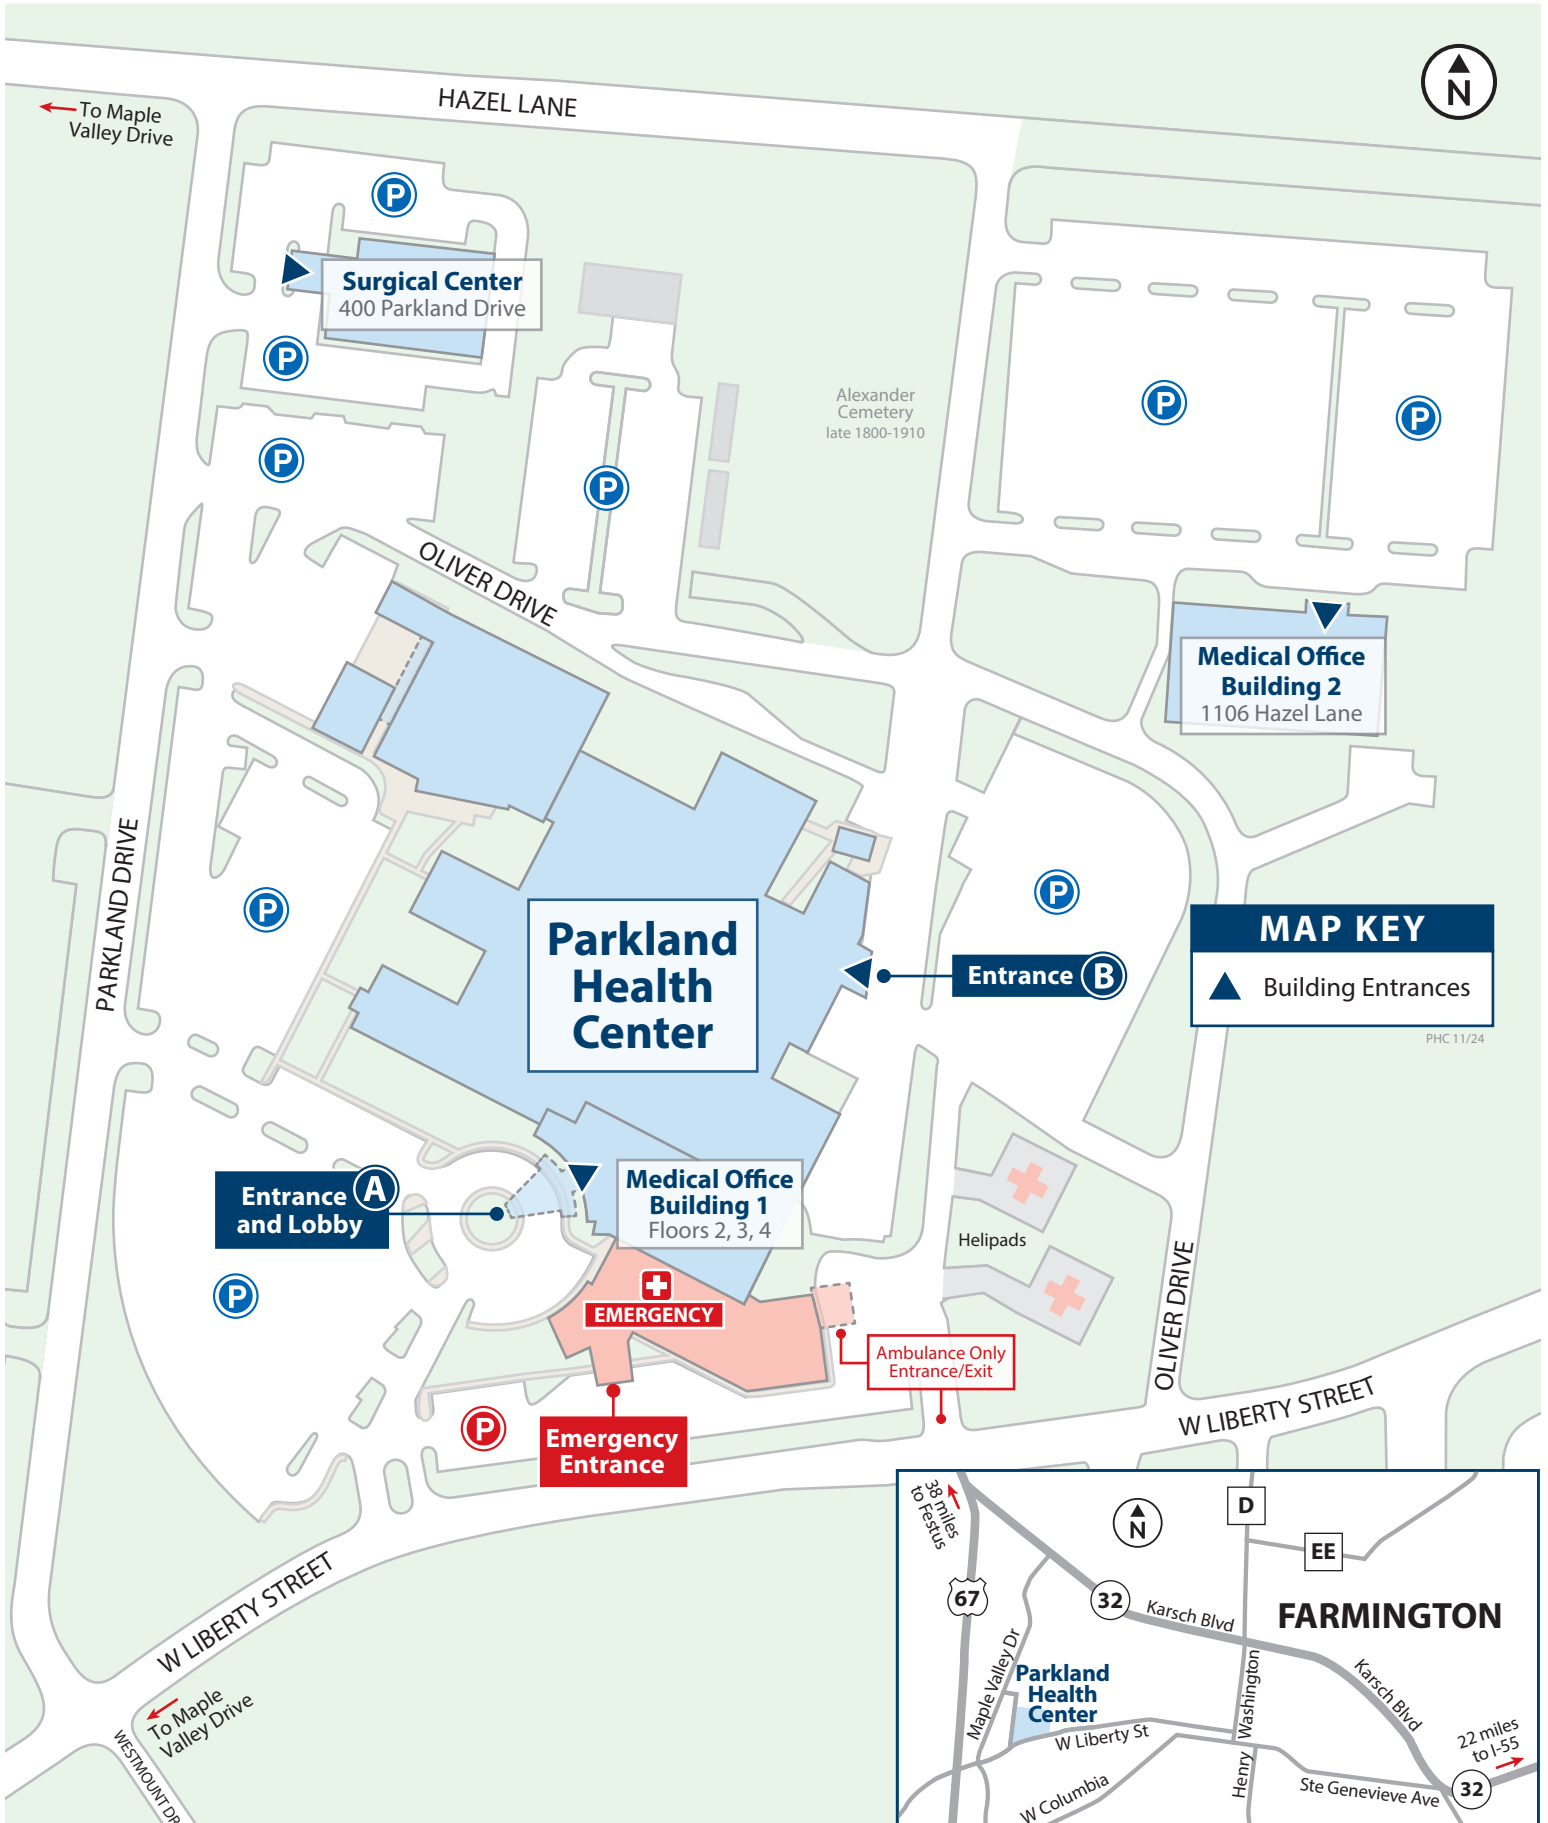 HAZEL LANE
N
To Maple
Valley Drive
P
Surgical Center
400 Parkland Drive
P
P
P
Alexander
Cemetery
late 1800-1910
P
P
OLIVER DRIVE
Medical Office
Building 2
1106 Hazel Lane
PARKLAND DRIVE
P
P
Parkland
Health
Center
Entrance B
MAP KEY
Building Entrances
PHC 11/24
Entrance A
and Lobby
Medical Office
Building 1
Floors 2, 3, 4
Helipads
P
EMERGENCY
Ambulance Only
Entrance/Exit
OLIVER DRIVE
P
Emergency
Entrance
W LIBERTY STREET
W LIBERTY STREET
To Maple
Valley Drive
WESTMOUNT DR
38 miles
to Festus
N
D
EE
67
32
Karsch Blvd
FARMINGTON
Maple Valley Dr
Parkland
Health
Center
W Liberty St
Washington
Henry
Karsch Blvd
22 miles
to I-55
W Columbia
Ste Genevieve Ave
32